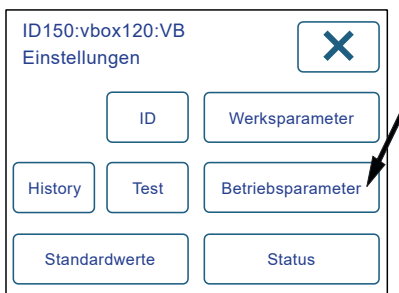 ID150:vbox120:VB
Einstellungen
ID
Werksparameter
History
Test
Betriebsparameter
Standardwerte
Status